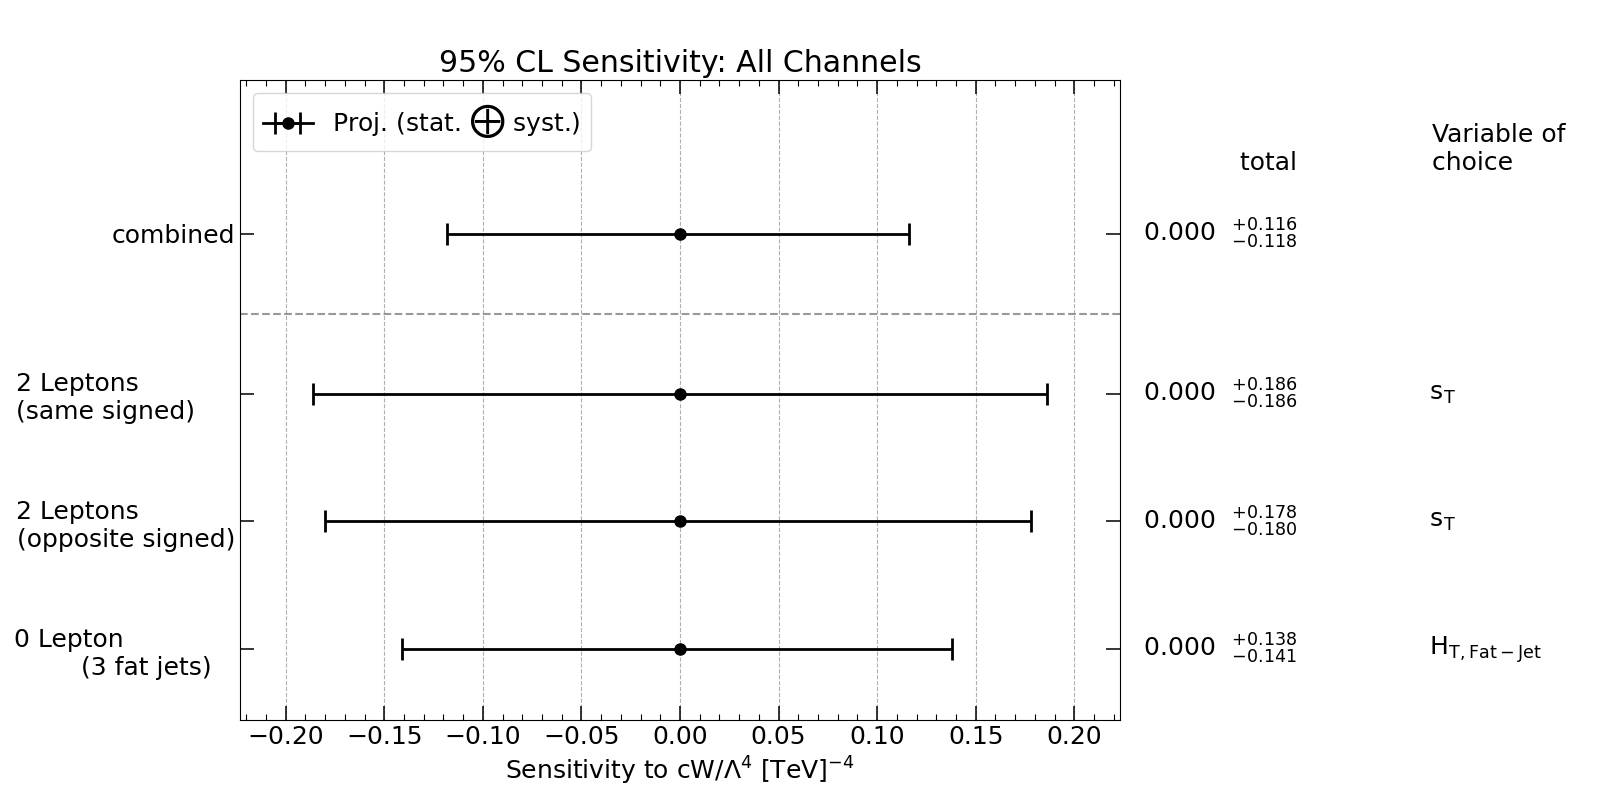 95% CL Sensitivity: All Channels
Proj. (stat. ⊕ syst.)
Variable of
choice
total
combined
0.000 +0.116 −0.118
2 Leptons
(same signed)
0.000 +0.186 −0.186
s_T
2 Leptons
(opposite signed)
0.000 +0.178 −0.180
s_T
0 Lepton
(3 fat jets)
0.000 +0.138 −0.141
H_T, Fat−Jet
−0.20 −0.15 −0.10 −0.05 0.00 0.05 0.10 0.15 0.20
Sensitivity to cW/Λ⁴ [TeV]⁻⁴